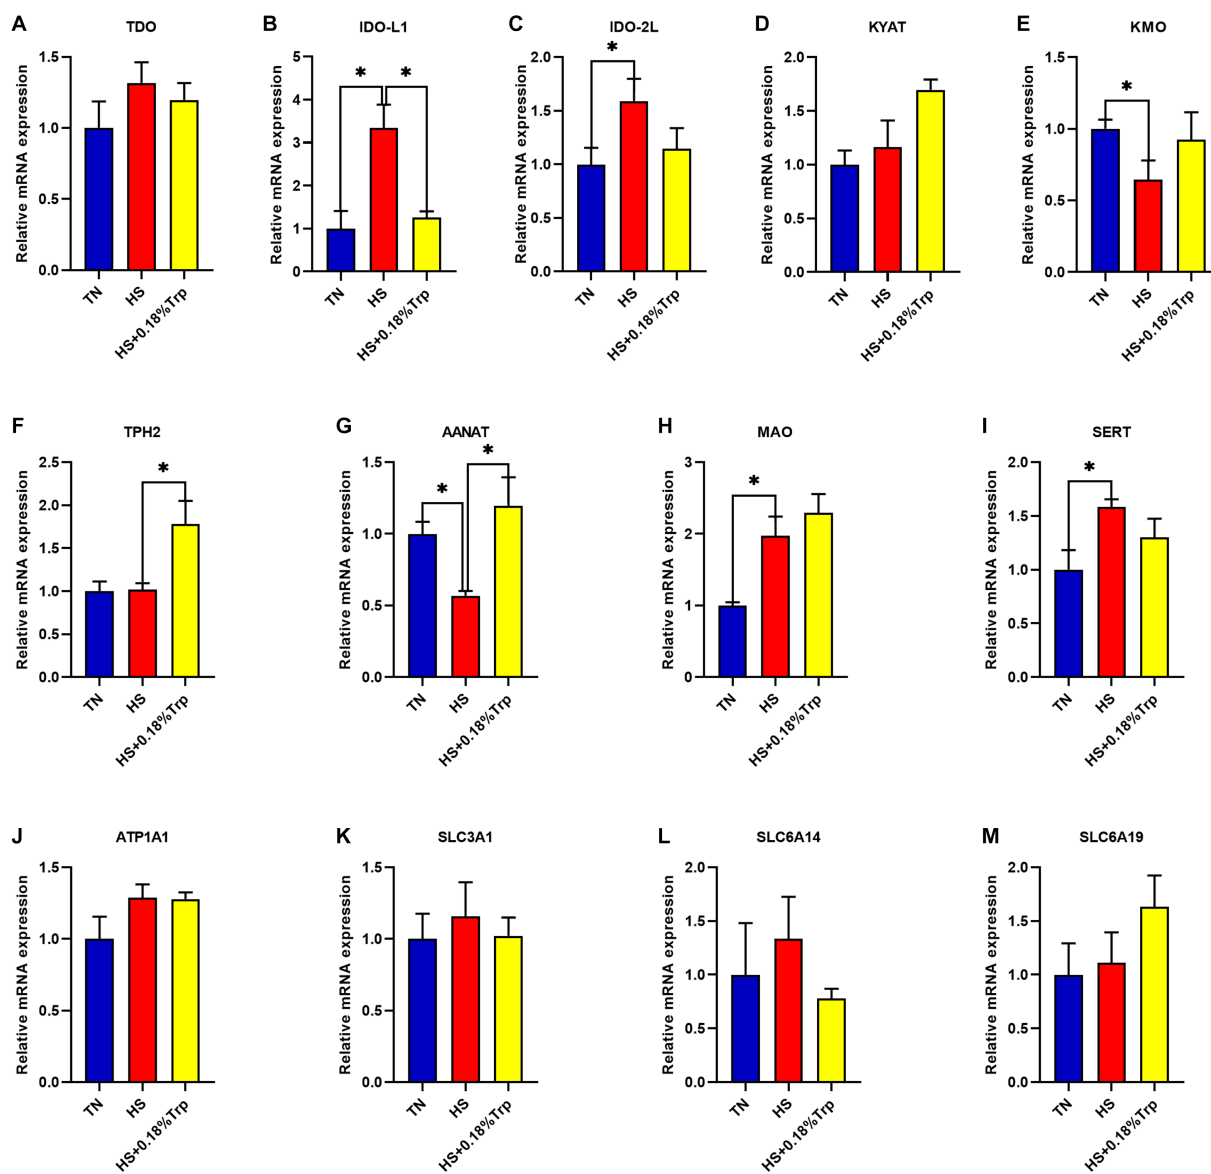 A TDO
Relative mRNA expression
1.5
1.0
0.5
0.0
TN
HS
HS+0.18%Trp
B IDO-L1
Relative mRNA expression
5
4
3
2
1
0
* *
TN
HS
HS+0.18%Trp
C IDO-2L
Relative mRNA expression
2.0
1.5
1.0
0.5
0.0
*
TN
HS
HS+0.18%Trp
D KYAT
Relative mRNA expression
2.0
1.5
1.0
0.5
0.0
TN
HS
HS+0.18%Trp
E KMO
Relative mRNA expression
1.5
1.0
0.5
0.0
*
TN
HS
HS+0.18%Trp
F TPH2
Relative mRNA expression
2.5
2.0
1.5
1.0
0.5
0.0
*
TN
HS
HS+0.18%Trp
G AANAT
Relative mRNA expression
1.5
1.0
0.5
0.0
* *
TN
HS
HS+0.18%Trp
H MAO
Relative mRNA expression
3
2
1
0
*
TN
HS
HS+0.18%Trp
I SERT
Relative mRNA expression
2.0
1.5
1.0
0.5
0.0
*
TN
HS
HS+0.18%Trp
J ATP1A1
Relative mRNA expression
1.5
1.0
0.5
0.0
TN
HS
HS+0.18%Trp
K SLC3A1
Relative mRNA expression
1.5
1.0
0.5
0.0
TN
HS
HS+0.18%Trp
L SLC6A14
Relative mRNA expression
2.0
1.5
1.0
0.5
0.0
TN
HS
HS+0.18%Trp
M SLC6A19
Relative mRNA expression
2.0
1.5
1.0
0.5
0.0
TN
HS
HS+0.18%Trp